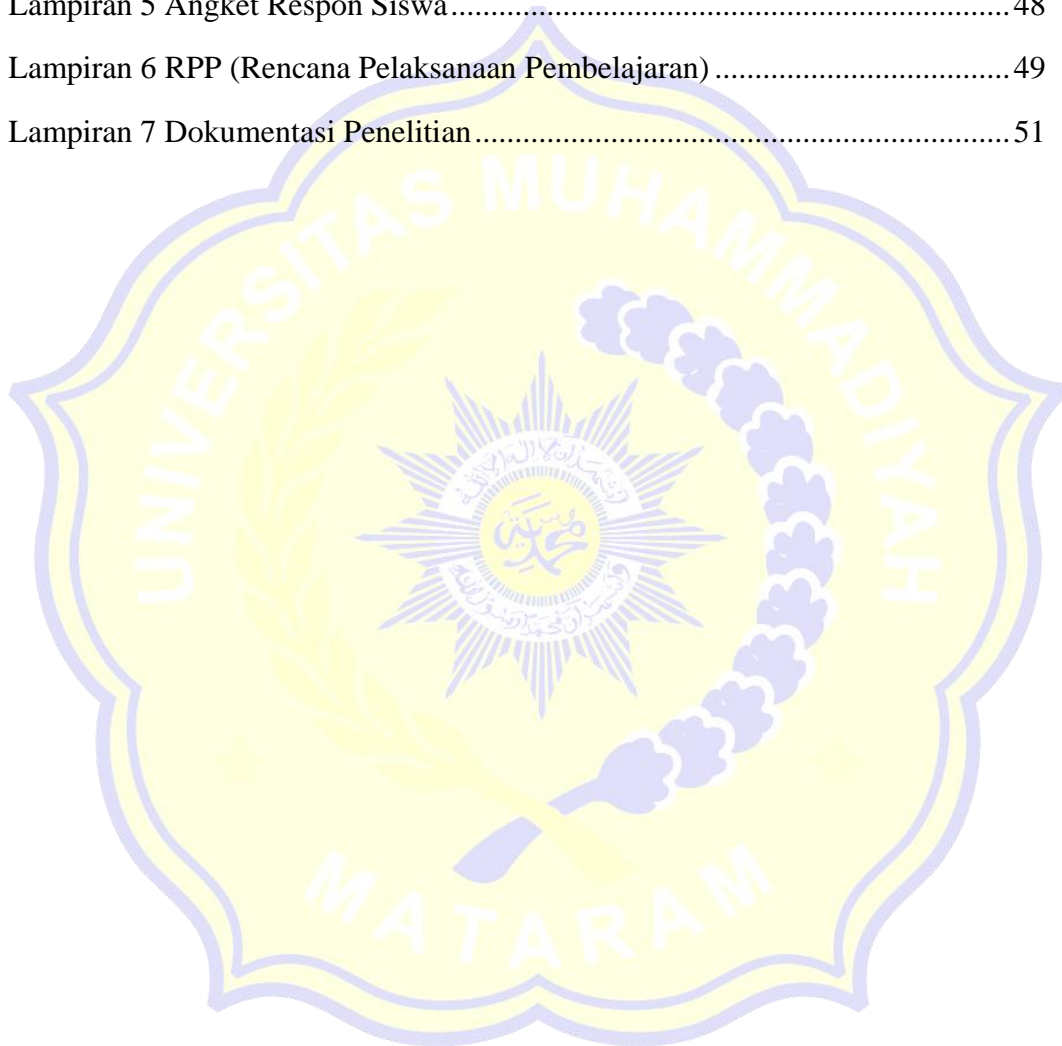 Lampiran 5 Angket Respon Siswa 48
Lampiran 6 RPP (Rencana Pelaksanaan Pembelajaran) 49
Lampiran 7 Dokumentasi Penelitian 51
UNIVERSITAS MUHAMMADIYAH
MATARAM